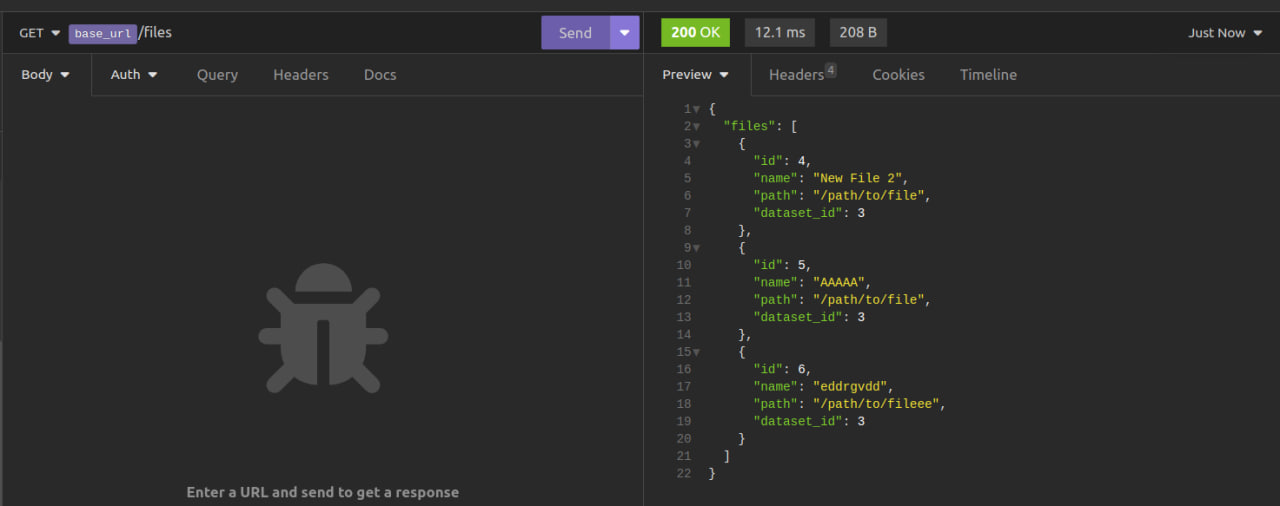 GET base_url/files Send
200 OK 12.1 ms 208 B Just Now
Body Auth Query Headers Docs
Preview Headers 4 Cookies Timeline
1 {
2 "files": [
3 {
4 "id": 4,
5 "name": "New File 2",
6 "path": "/path/to/file",
7 "dataset_id": 3
8 },
9 {
10 "id": 5,
11 "name": "AAAAA",
12 "path": "/path/to/file",
13 "dataset_id": 3
14 },
15 {
16 "id": 6,
17 "name": "eddrgvdd",
18 "path": "/path/to/fileee",
19 "dataset_id": 3
20 }
21 ]
22 }
Enter a URL and send to get a response